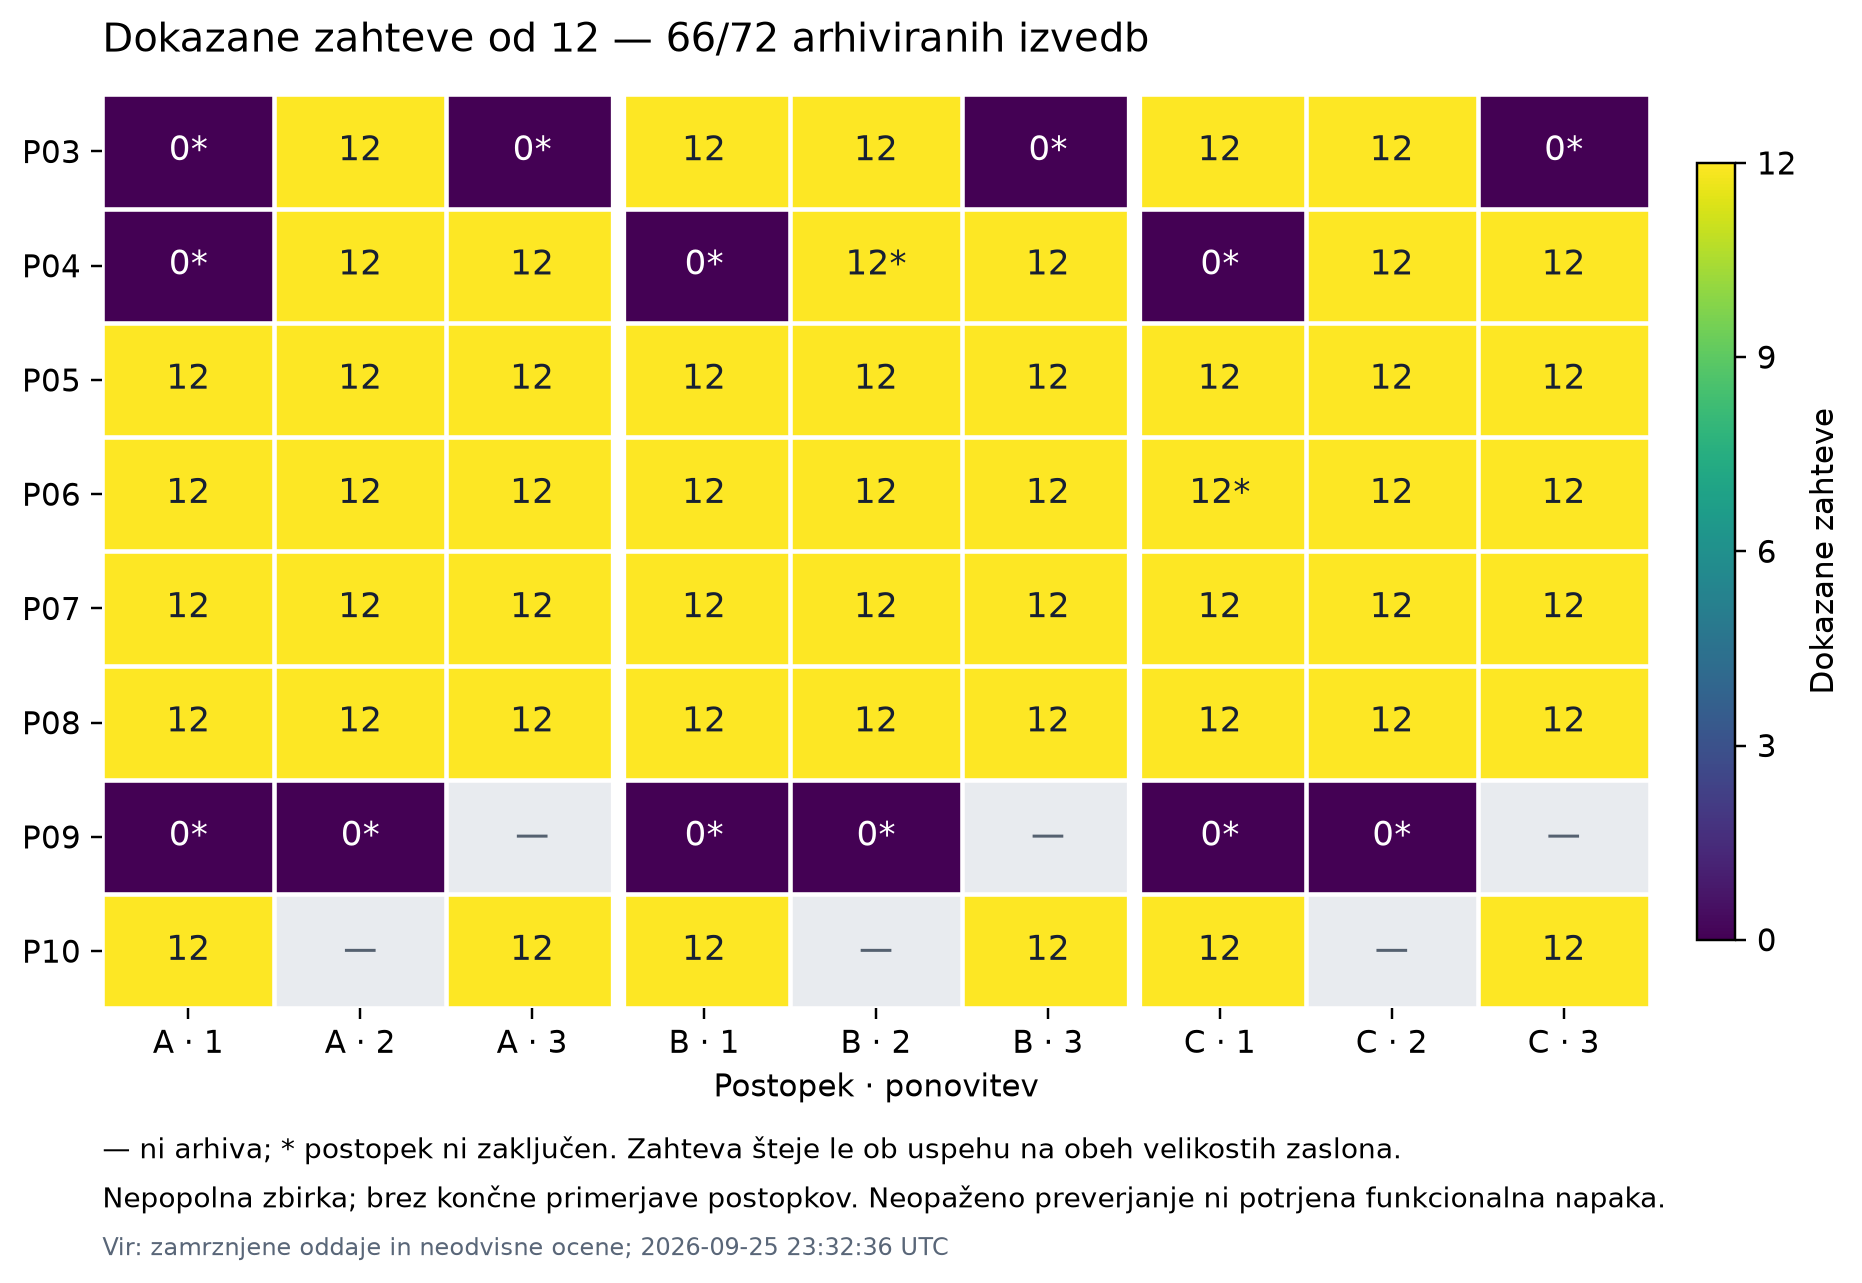 Dokazane zahteve od 12 — 66/72 arhiviranih izvedb
P03 0* 12 0* 12 12 0* 12 12 0*
P04 0* 12 12 0* 12* 12 0* 12 12
P05 12 12 12 12 12 12 12 12 12
P06 12 12 12 12 12 12 12* 12 12
P07 12 12 12 12 12 12 12 12 12
P08 12 12 12 12 12 12 12 12 12
P09 0* 0* — 0* 0* — 0* 0* —
P10 12 — 12 12 — 12 12 — 12
A · 1 A · 2 A · 3 B · 1 B · 2 B · 3 C · 1 C · 2 C · 3
Postopek · ponovitev
12
9
6
3
0
Dokazane zahteve
— ni arhiva; * postopek ni zaključen. Zahteva šteje le ob uspehu na obeh velikostih zaslona.
Nepopolna zbirka; brez končne primerjave postopkov. Neopaženo preverjanje ni potrjena funkcionalna napaka.
Vir: zamrznjene oddaje in neodvisne ocene; 2026-09-25 23:32:36 UTC